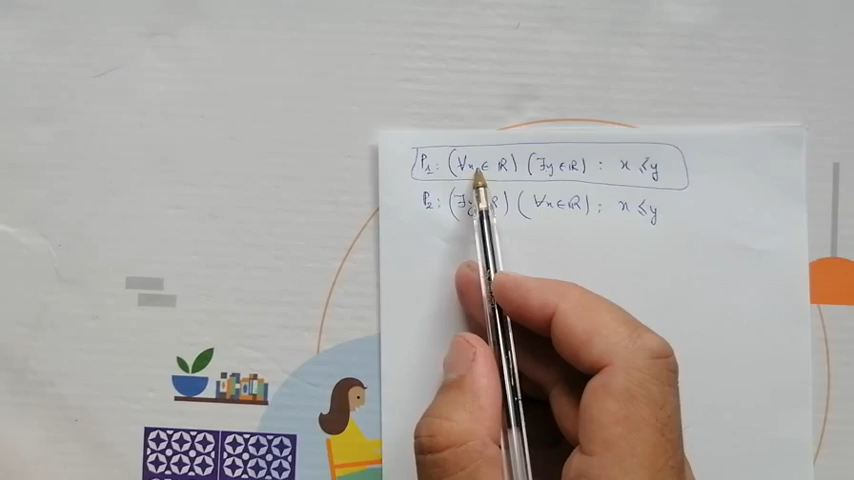 P₁: (∀x ∈ ℝ) (∃y ∈ ℝ) : x ⩽ y
P₂: (∃y ∈ ℝ) (∀x ∈ ℝ) : x ⩽ y